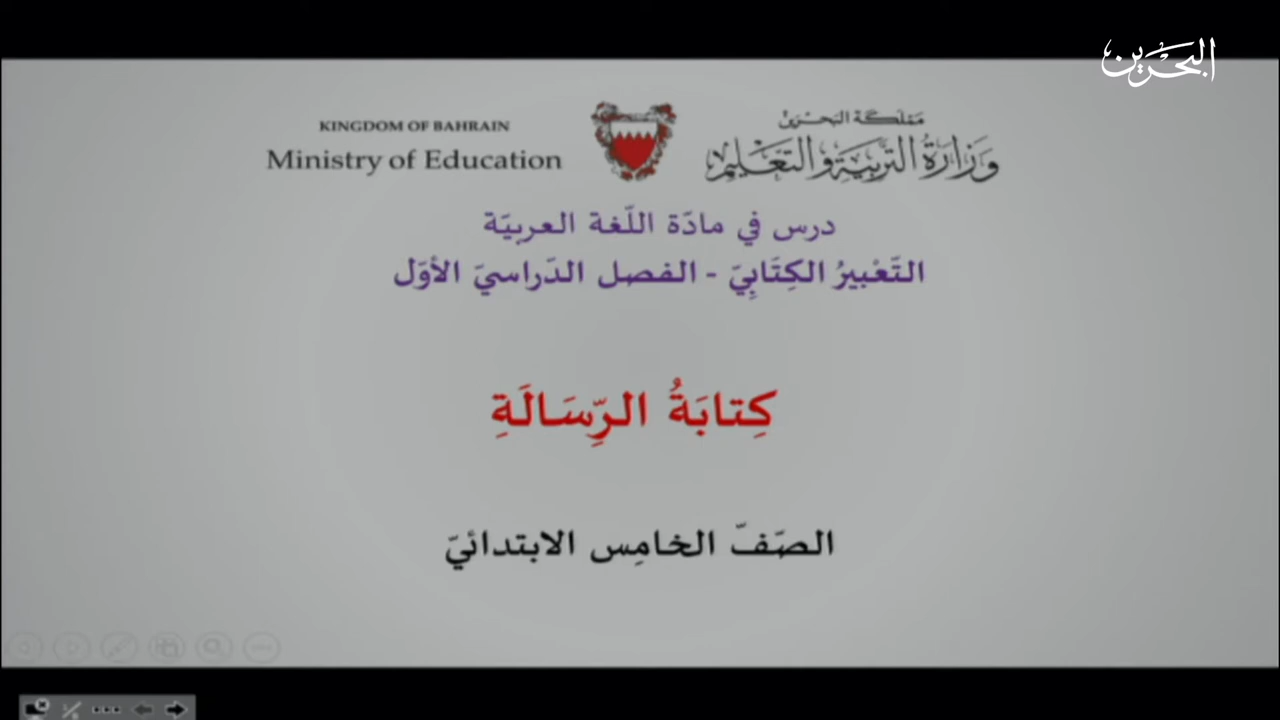 البحرين
مملكة البحرين
وزارة التربية والتعليم
KINGDOM OF BAHRAIN
Ministry of Education
درس في مادّة اللّغة العربيّة
التَّعْبيرُ الكِتَابِيّ - الفصل الدّراسيّ الأوّل
كِتابَةُ الرِّسَالَةِ
الصّفّ الخامِس الابتدائيّ